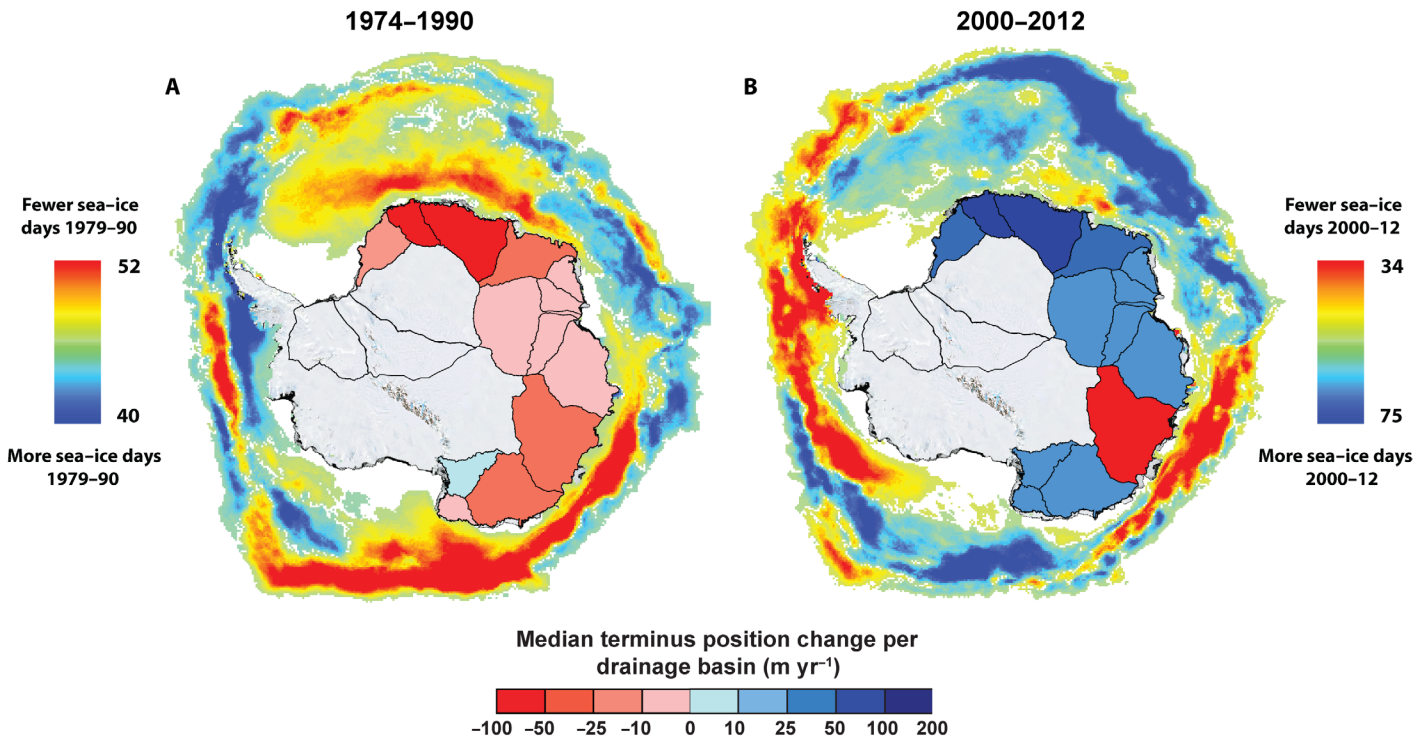 1974–1990
2000–2012
A
B
Fewer sea–ice
days 1979–90
52
40
More sea–ice days
1979–90
Fewer sea–ice
days 2000–12
34
75
More sea–ice days
2000–12
Median terminus position change per
drainage basin (m yr⁻¹)
−100 −50 −25 −10 0 10 25 50 100 200